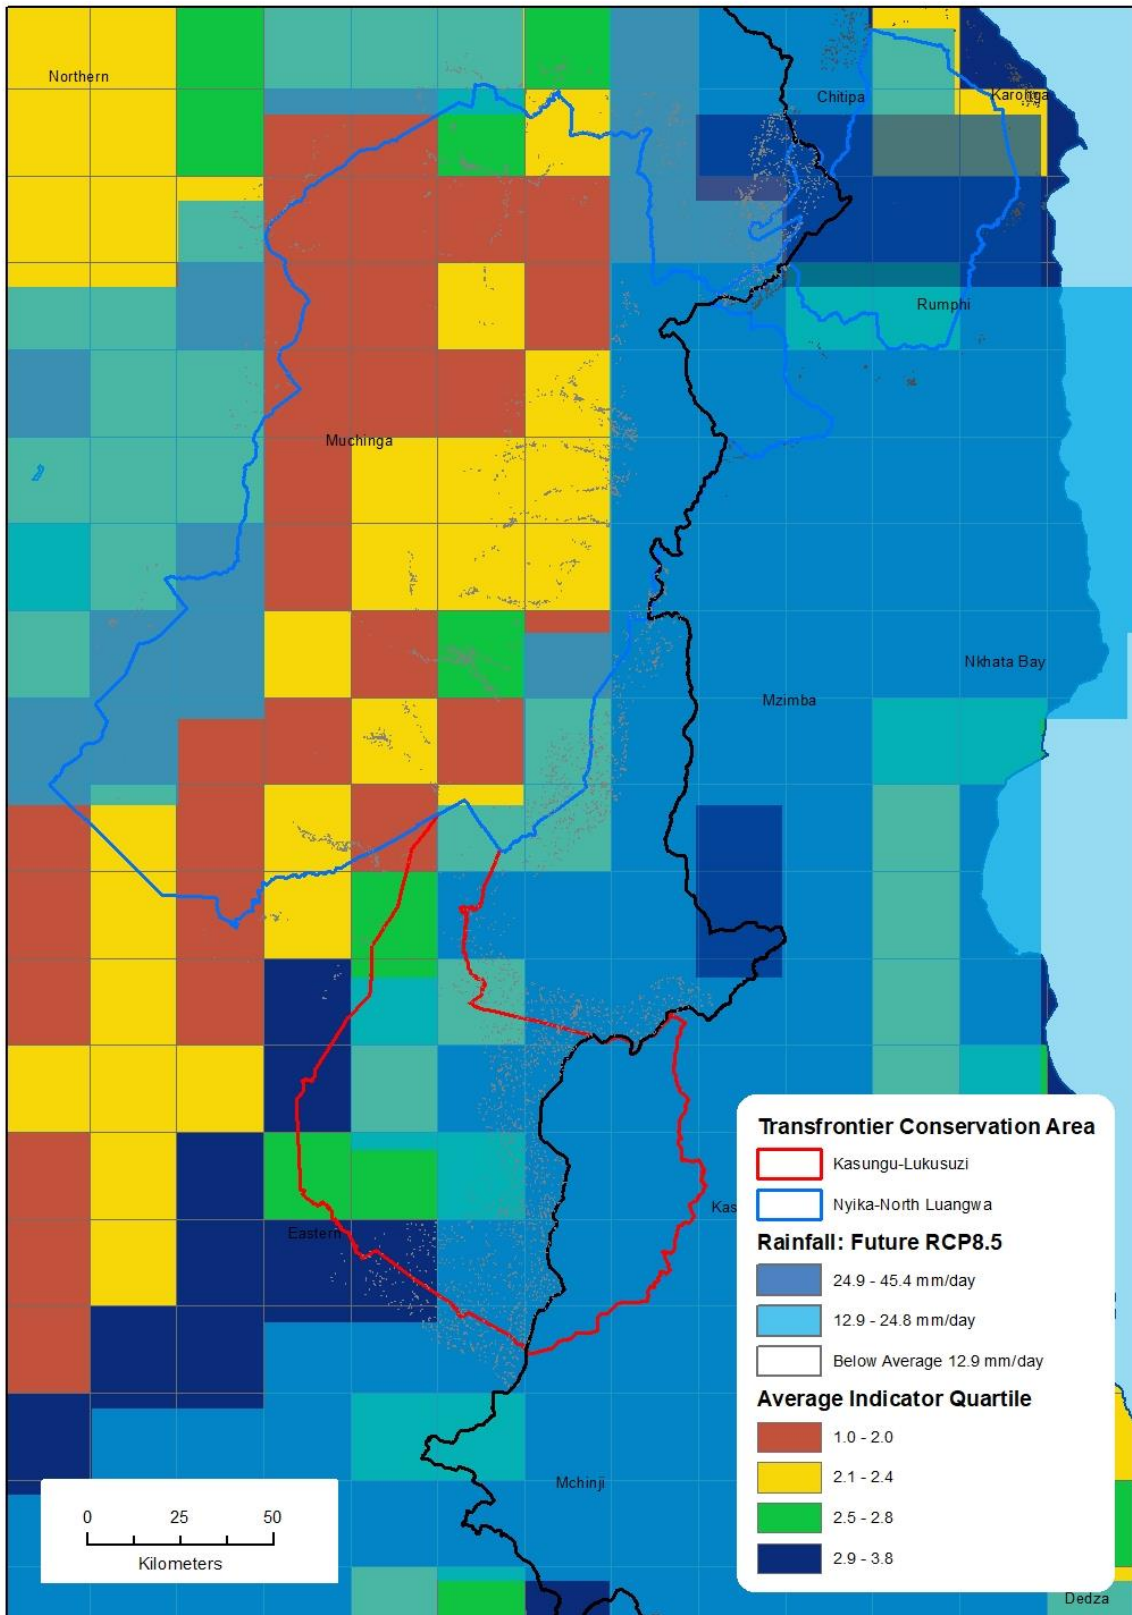 Northern
Chitipa
Karonga
Rumphi
Muchinga
Nkhata Bay
Mzimba
Kas
Eastern
Mchinji
Dedza
Transfrontier Conservation Area
Kasungu-Lukusuzi
Nyika-North Luangwa
Rainfall: Future RCP8.5
24.9 - 45.4 mm/day
12.9 - 24.8 mm/day
Below Average 12.9 mm/day
Average Indicator Quartile
1.0 - 2.0
2.1 - 2.4
2.5 - 2.8
2.9 - 3.8
0 25 50
Kilometers